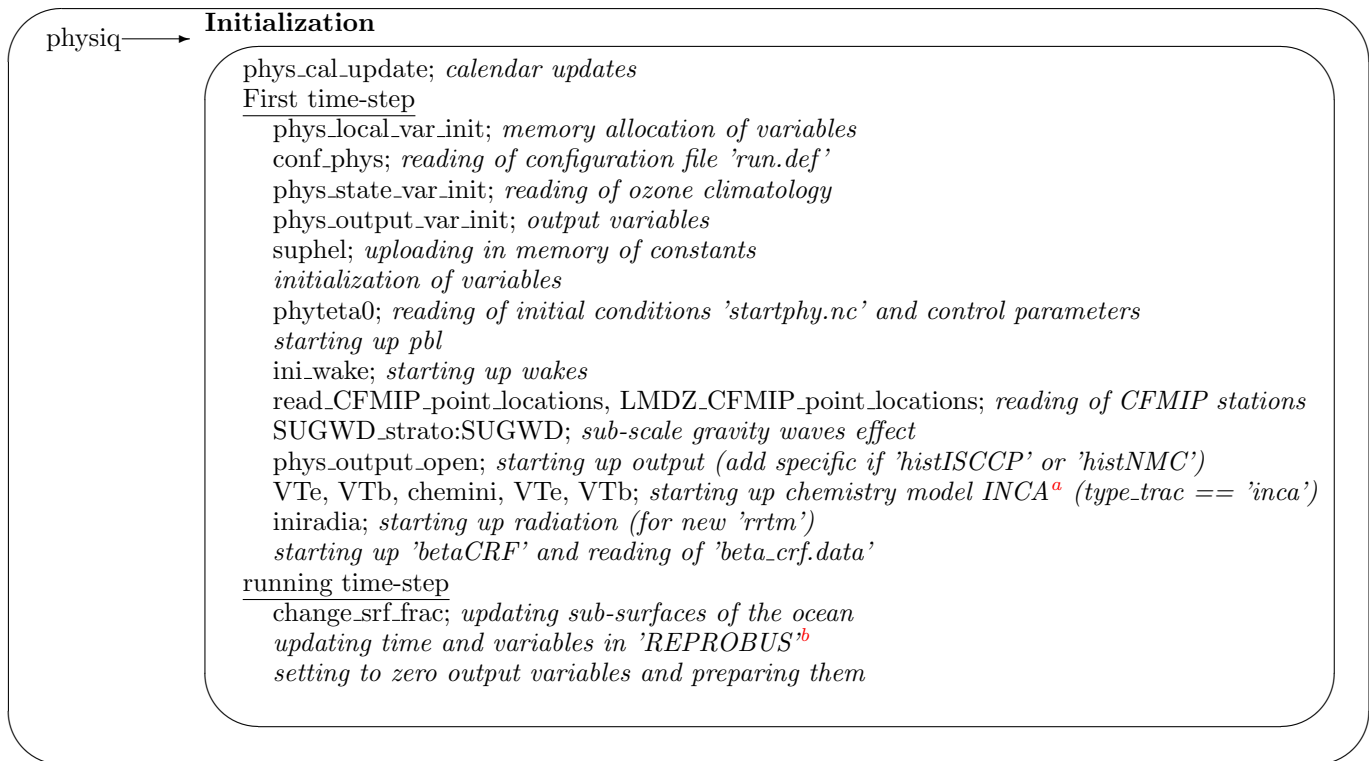 physiq
Initialization
phys_cal_update; calendar updates
First time-step
phys_local_var_init; memory allocation of variables
conf_phys; reading of configuration file 'run.def'
phys_state_var_init; reading of ozone climatology
phys_output_var_init; output variables
suphel; uploading in memory of constants
initialization of variables
phyteta0; reading of initial conditions 'startphy.nc' and control parameters
starting up pbl
ini_wake; starting up wakes
read_CFMIP_point_locations, LMDZ_CFMIP_point_locations; reading of CFMIP stations
SUGWD_strato:SUGWD; sub-scale gravity waves effect
phys_output_open; starting up output (add specific if 'histISCCP' or 'histNMC')
VTe, VTb, chemini, VTe, VTb; starting up chemistry model INCA^a (type_trac == 'inca')
iniradia; starting up radiation (for new 'rrtm')
starting up 'betaCRF' and reading of 'beta_crf.data'
running time-step
change_srf_frac; updating sub-surfaces of the ocean
updating time and variables in 'REPROBUS'^b
setting to zero output variables and preparing them